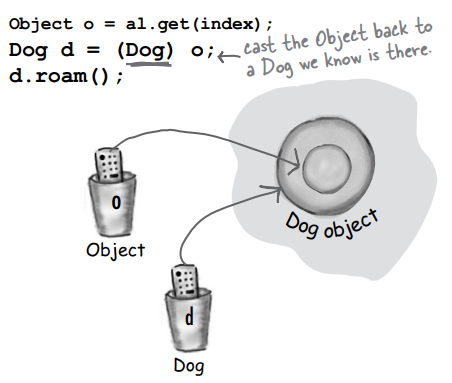 Object o = al.get(index);
Dog d = (Dog) o;
d.roam();
cast the Object back to
a Dog we know is there.
o
Object
Dog object
d
Dog